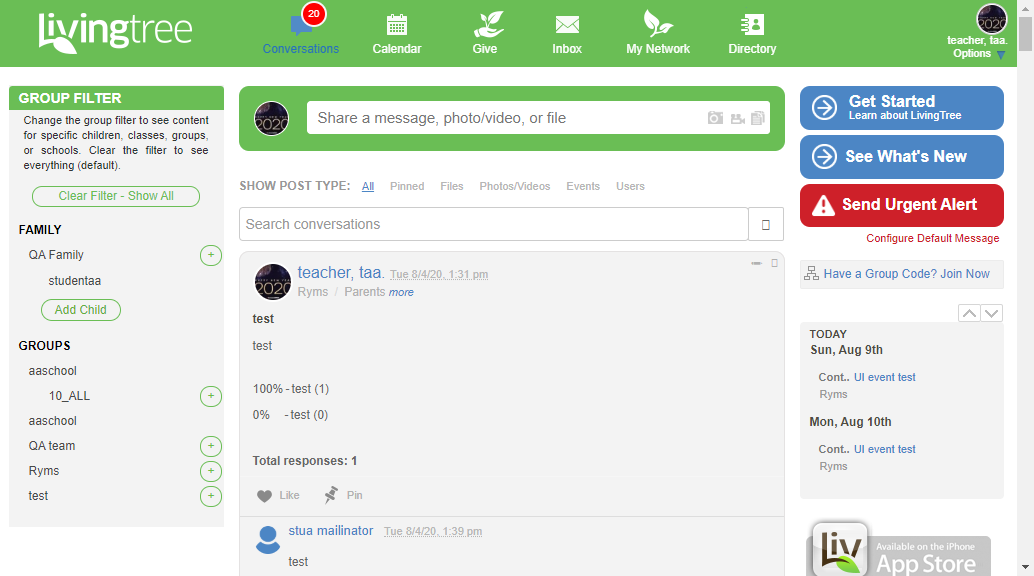 livingtree
20
Conversations
Calendar
Give
Inbox
My Network
Directory
2020
teacher, taa.
Options
GROUP FILTER
Change the group filter to see content
for specific children, classes, groups,
or schools. Clear the filter to see
everything (default).
Clear Filter - Show All
FAMILY
QA Family
+
studentaa
Add Child
GROUPS
aaschool
10_ALL
+
aaschool
QA team
+
Ryms
+
test
+
2020
Share a message, photo/video, or file
SHOW POST TYPE: All Pinned Files Photos/Videos Events Users
Search conversations
2020
teacher, taa. Tue 8/4/20, 1:31 pm
Ryms / Parents more
test
test
100% - test (1)
0% - test (0)
Total responses: 1
Like
Pin
stua mailinator Tue 8/4/20, 1:39 pm
test
Get Started
Learn about LivingTree
See What's New
Send Urgent Alert
Configure Default Message
Have a Group Code? Join Now
TODAY
Sun, Aug 9th
Cont.. UI event test
Ryms
Mon, Aug 10th
Cont.. UI event test
Ryms
Liv
Available on the iPhone
App Store